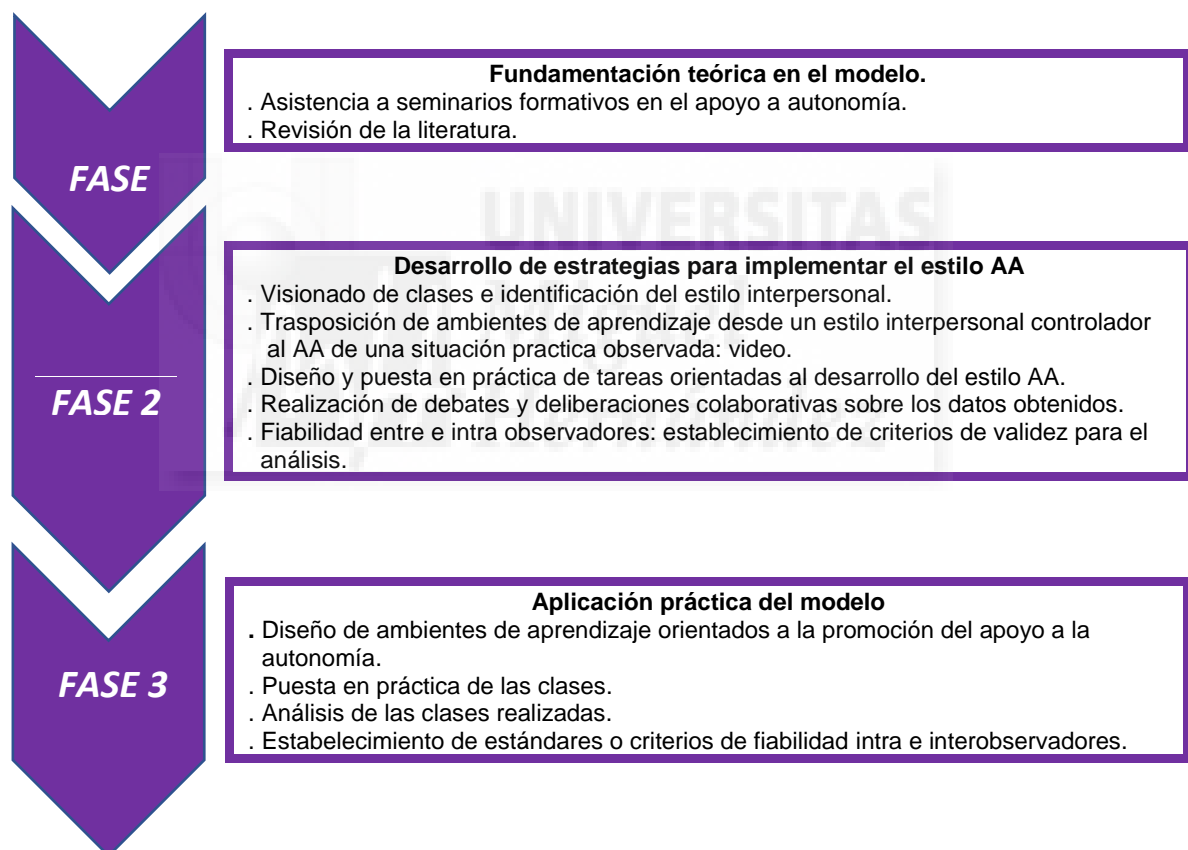 Fundamentación teórica en el modelo.
. Asistencia a seminarios formativos en el apoyo a autonomía.
. Revisión de la literatura.
FASE
UNIVERSITAS
Miguel
Hernández
Desarrollo de estrategias para implementar el estilo AA
. Visionado de clases e identificación del estilo interpersonal.
. Trasposición de ambientes de aprendizaje desde un estilo interpersonal controlador
al AA de una situación practica observada: video.
. Diseño y puesta en práctica de tareas orientadas al desarrollo del estilo AA.
. Realización de debates y deliberaciones colaborativas sobre los datos obtenidos.
. Fiabilidad entre e intra observadores: establecimiento de criterios de validez para el
análisis.
FASE 2
Aplicación práctica del modelo
. Diseño de ambientes de aprendizaje orientados a la promoción del apoyo a la
autonomía.
. Puesta en práctica de las clases.
. Análisis de las clases realizadas.
. Estabelecimiento de estándares o criterios de fiabilidad intra e interobservadores.
FASE 3